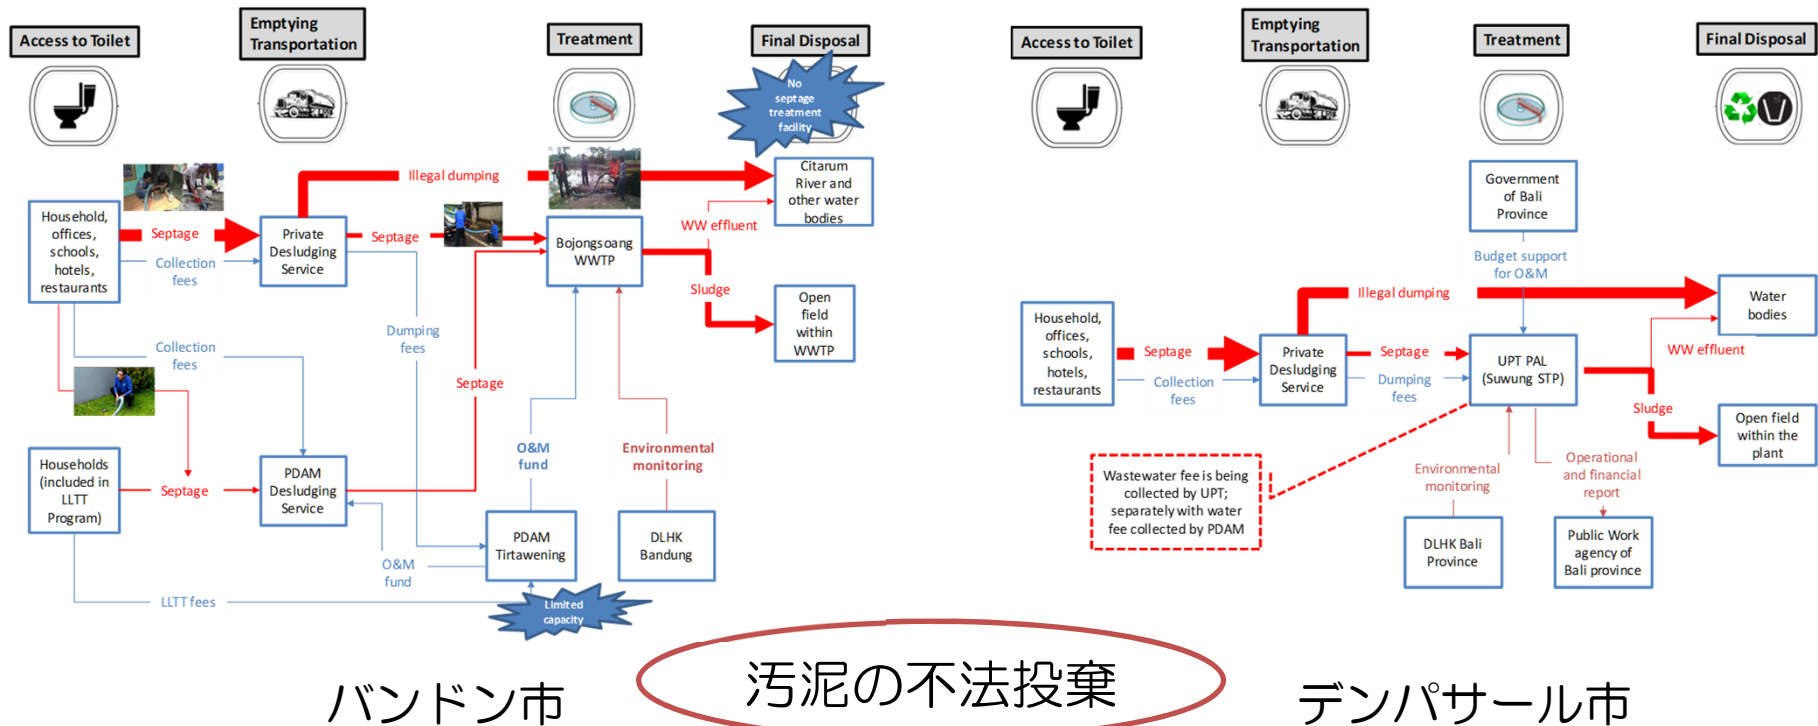 Access to Toilet
Emptying
Transportation
Treatment
Final Disposal
No
septage
treatment
facility
Illegal dumping
Citarum
River and
other water
bodies
Household,
offices,
schools,
hotels,
restaurants
Septage
Collection
fees
Private
Desludging
Service
Septage
Bojongsoang
WWTP
WW effluent
Sludge
Open
field
within
WWTP
Dumping
fees
Collection
fees
Septage
O&M
fund
Environmental
monitoring
Households
(included in
LLTT
Program)
Septage
PDAM
Desludging
Service
PDAM
Tirtawening
DLHK
Bandung
O&M
fund
LLTT fees
Limited
capacity
バンドン市
汚泥の不法投棄
Access to Toilet
Emptying
Transportation
Treatment
Final Disposal
Government
of Bali
Province
Budget support
for O&M
Illegal dumping
Water
bodies
Household,
offices,
schools,
hotels,
restaurants
Septage
Collection
fees
Private
Desludging
Service
Septage
Dumping
fees
UPT PAL
(Suwung STP)
WW effluent
Sludge
Open field
within the
plant
Wastewater fee is being
collected by UPT;
separately with water
fee collected by PDAM
Environmental
monitoring
Operational
and financial
report
DLHK Bali
Province
Public Work
agency of
Bali province
デンパサール市